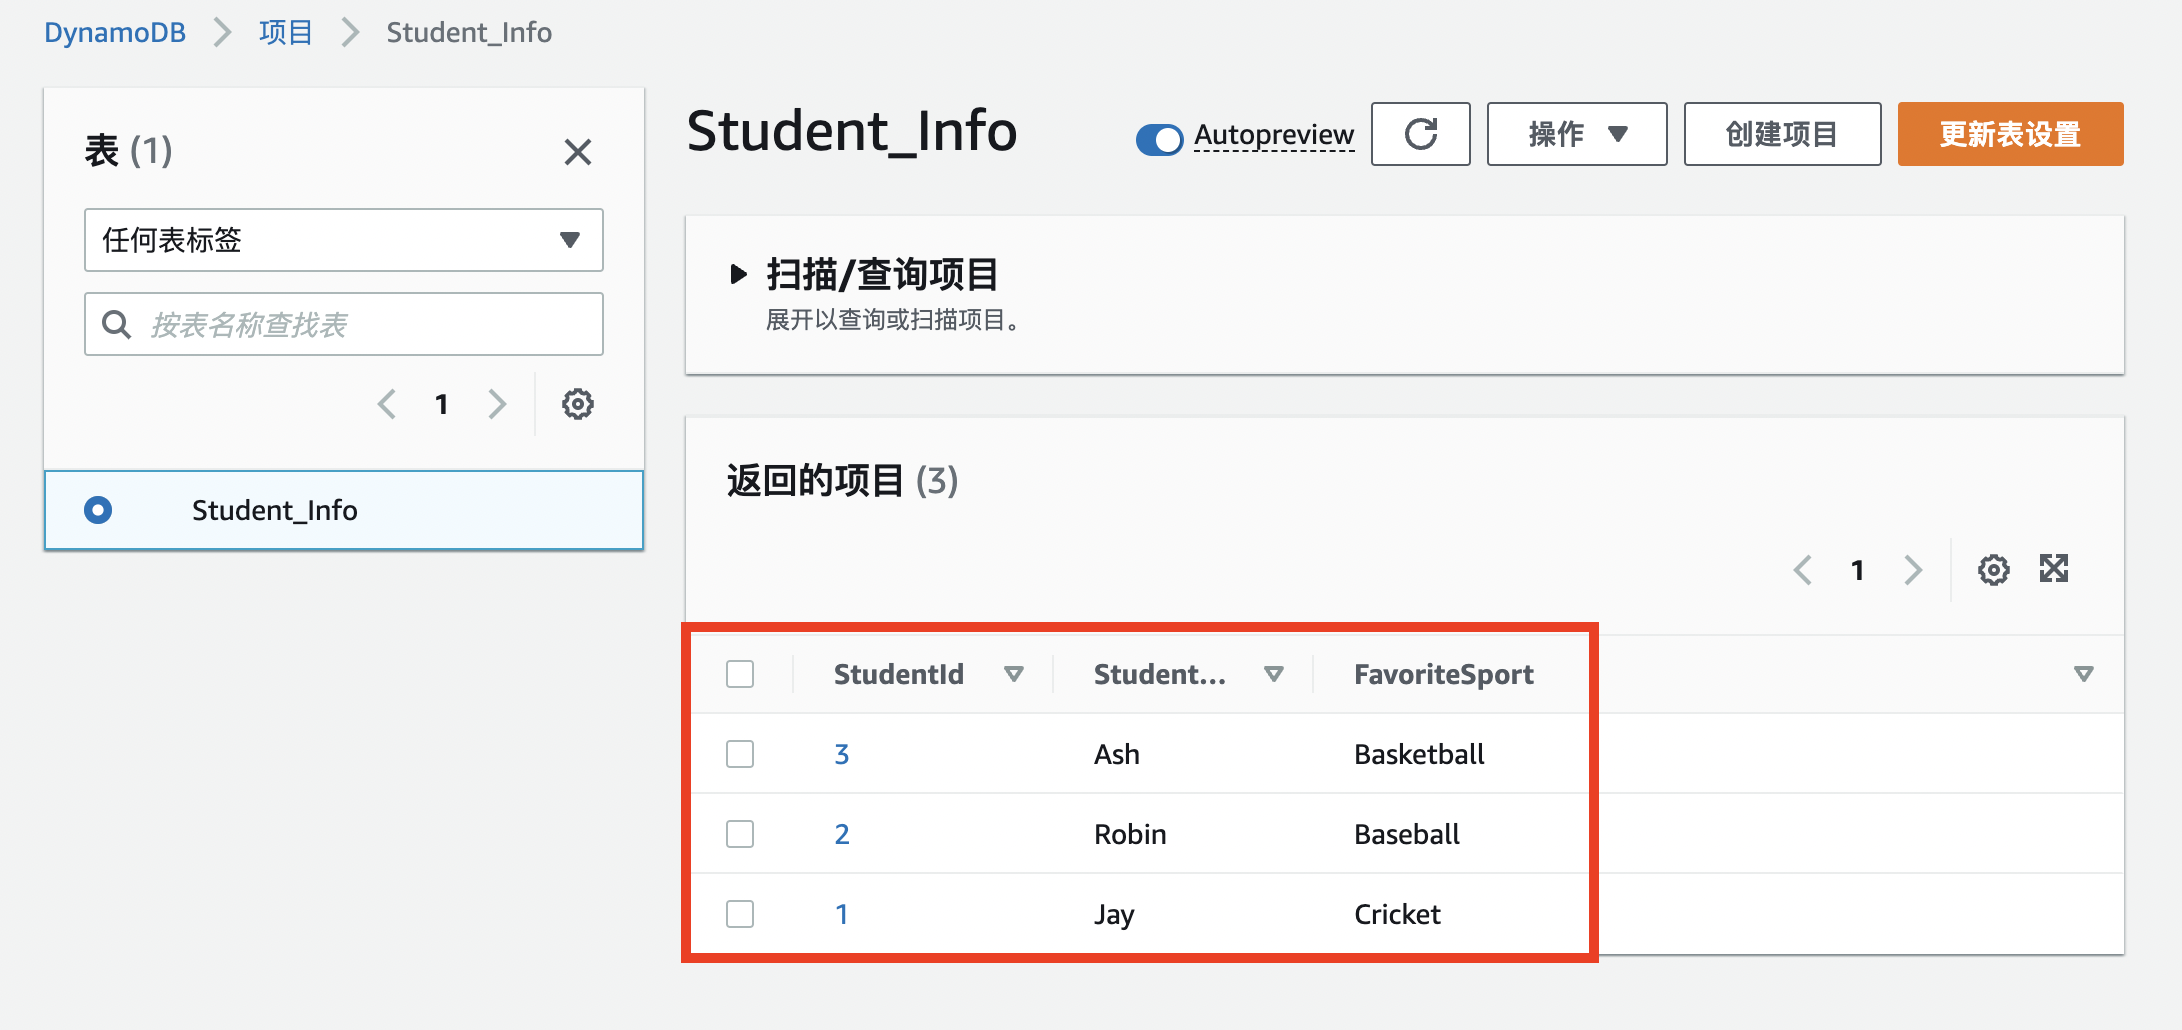 DynamoDB 项目 Student_Info
表 (1)
任何表标签
按表名称查找表
1
Student_Info
Student_Info Autopreview 操作 创建项目 更新表设置
扫描/查询项目
展开以查询或扫描项目。
返回的项目 (3)
1
StudentId Student... FavoriteSport
3 Ash Basketball
2 Robin Baseball
1 Jay Cricket